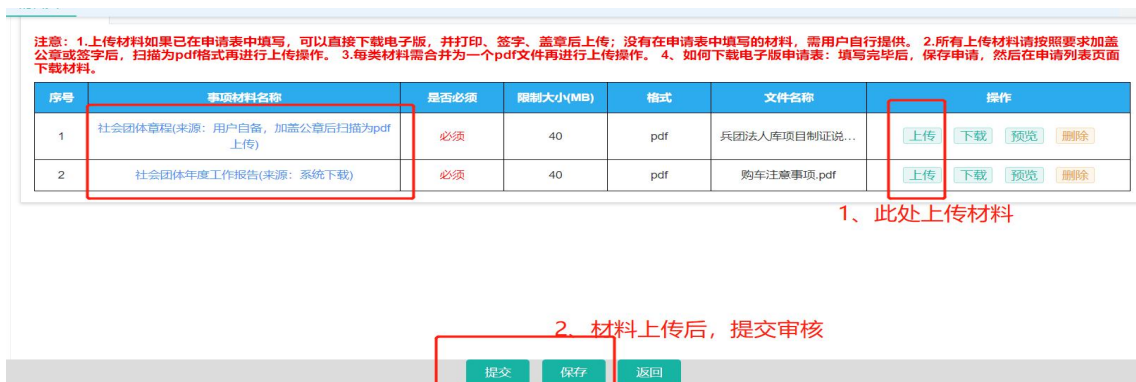 注意：1.上传材料如果已在申请表中填写，可以直接下载电子版，并打印、签字、盖章后上传；没有在申请表中填写的材料，需用户自行提供。 2.所有上传材料请按照要求加盖
公章或签字后，扫描为pdf格式再进行上传操作。 3.每类材料需合并为一个pdf文件再进行上传操作。 4、如何下载电子版申请表：填写完毕后，保存申请，然后在申请列表页面
下载材料。
序号 事项材料名称 是否必须 限制大小(MB) 格式 文件名称 操作
1 社会团体章程(来源：用户自备，加盖公章后扫描为pdf
上传) 必须 40 pdf 兵团法人库项目制证说... 上传 下载 预览 删除
2 社会团体年度工作报告(来源：系统下载) 必须 40 pdf 购车注意事项.pdf 上传 下载 预览 删除
1、此处上传材料
2、材料上传后，提交审核
提交 保存 返回